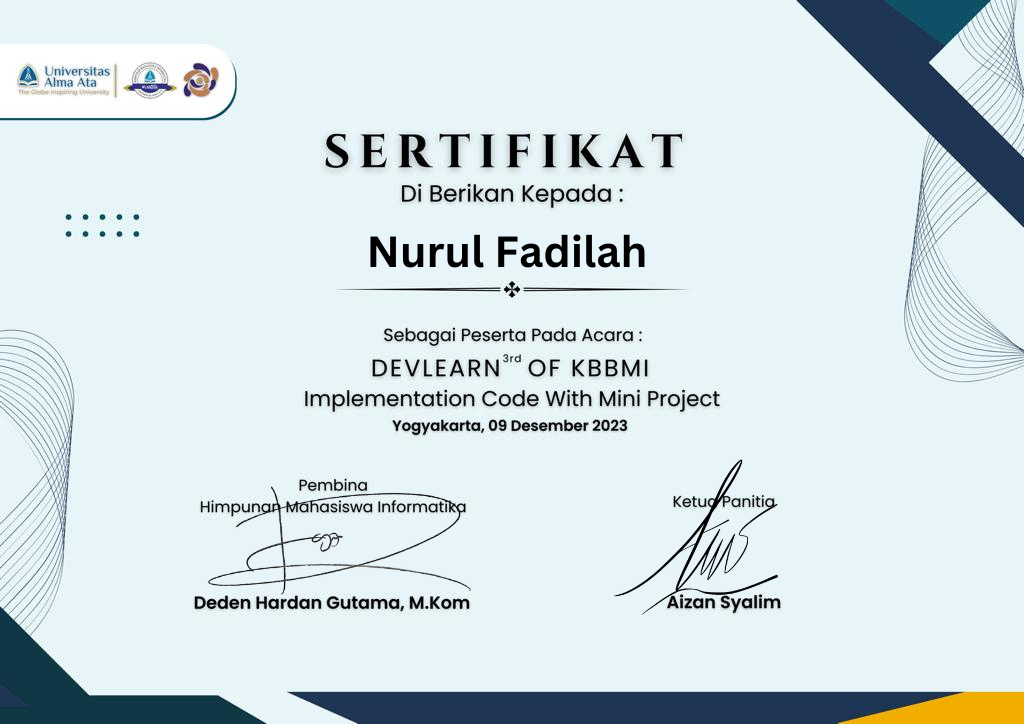 Universitas
Alma Ata
The Globe Inspiring University
SERTIFIKAT
Di Berikan Kepada :
Nurul Fadilah
Sebagai Peserta Pada Acara :
DEVLEARN 3rd OF KBBMI
Implementation Code With Mini Project
Yogyakarta, 09 Desember 2023
Pembina
Himpunan Mahasiswa Informatika
Ketua Panitia
Deden Hardan Gutama, M.Kom
Aizan Syalim